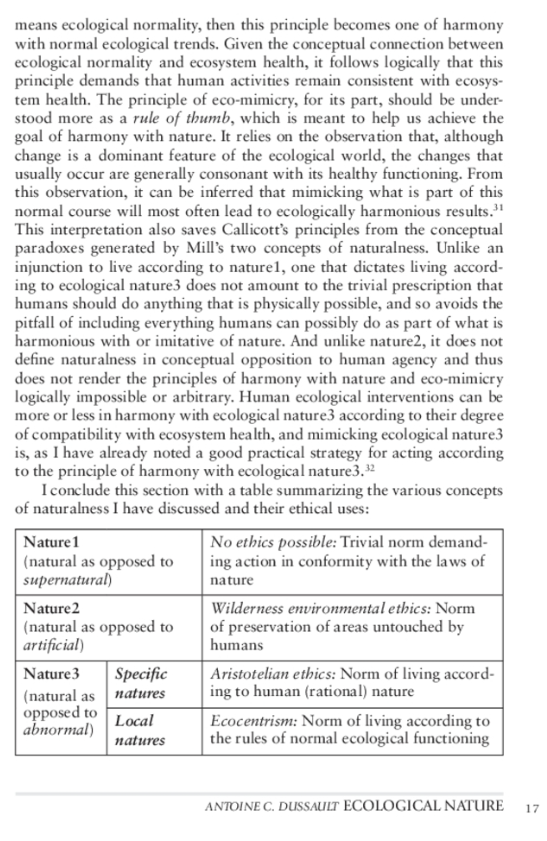 means ecological normality, then this principle becomes one of harmony
with normal ecological trends. Given the conceptual connection between
ecological normality and ecosystem health, it follows logically that this
principle demands that human activities remain consistent with ecosys-
tem health. The principle of eco-mimicry, for its part, should be under-
stood more as a rule of thumb, which is meant to help us achieve the
goal of harmony with nature. It relies on the observation that, although
change is a dominant feature of the ecological world, the changes that
usually occur are generally consonant with its healthy functioning. From
this observation, it can be inferred that mimicking what is part of this
normal course will most often lead to ecologically harmonious results.31
This interpretation also saves Callicott's principles from the conceptual
paradoxes generated by Mill's two concepts of naturalness. Unlike an
injunction to live according to nature1, one that dictates living accord-
ing to ecological nature3 does not amount to the trivial prescription that
humans should do anything that is physically possible, and so avoids the
pitfall of including everything humans can possibly do as part of what is
harmonious with or imitative of nature. And unlike nature2, it does not
define naturalness in conceptual opposition to human agency and thus
does not render the principles of harmony with nature and eco-mimicry
logically impossible or arbitrary. Human ecological interventions can be
more or less in harmony with ecological nature3 according to their degree
of compatibility with ecosystem health, and mimicking ecological nature3
is, as I have already noted a good practical strategy for acting according
to the principle of harmony with ecological nature3.32
I conclude this section with a table summarizing the various concepts
of naturalness I have discussed and their ethical uses:
Nature1
(natural as opposed to
supernatural)
No ethics possible: Trivial norm demand-
ing action in conformity with the laws of
nature
Nature2
(natural as opposed to
artificial)
Wilderness environmental ethics: Norm
of preservation of areas untouched by
humans
Nature3
(natural as
opposed to
abnormal)
Specific
natures
Aristotelian ethics: Norm of living accord-
ing to human (rational) nature
Local
natures
Ecocentrism: Norm of living according to
the rules of normal ecological functioning
ANTOINE C. DUSSAULT ECOLOGICAL NATURE 17